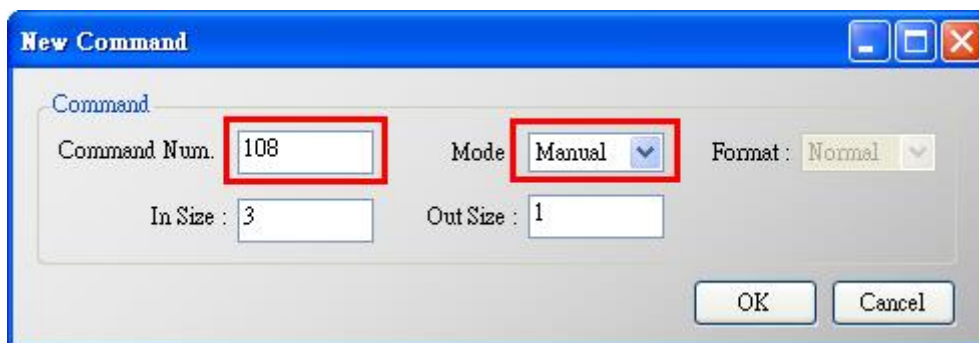 New Command
Command
Command Num. 108 Mode Manual Format : Normal
In Size : 3 Out Size : 1
OK Cancel